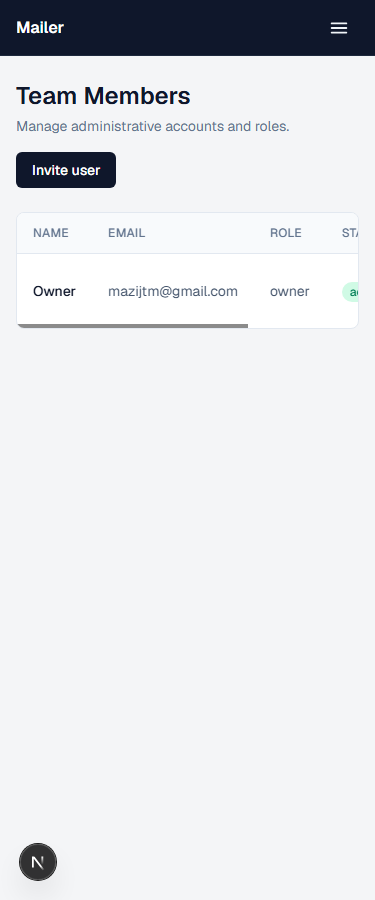 Mailer
Team Members
Manage administrative accounts and roles.
Invite user
NAME EMAIL ROLE
Owner mazijtm@gmail.com owner
N